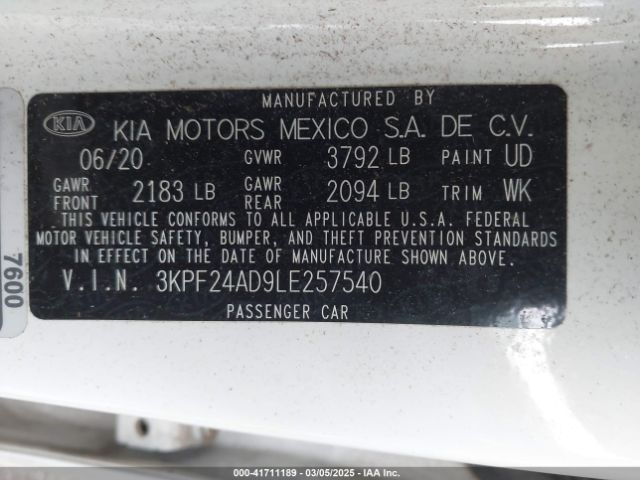 MANUFACTURED BY
KIA KIA MOTORS MEXICO S.A. DE C.V.
06/20 GVWR 3792 LB PAINT UD
GAWR FRONT 2183 LB GAWR REAR 2094 LB TRIM WK
THIS VEHICLE CONFORMS TO ALL APPLICABLE U.S.A. FEDERAL
MOTOR VEHICLE SAFETY, BUMPER, AND THEFT PREVENTION STANDARDS
IN EFFECT ON THE DATE OF MANUFACTURE SHOWN ABOVE.
V.I.N. 3KPF24AD9LE257540
PASSENGER CAR
7600
000-41711189 | 03/05/2025 | IAA Inc.